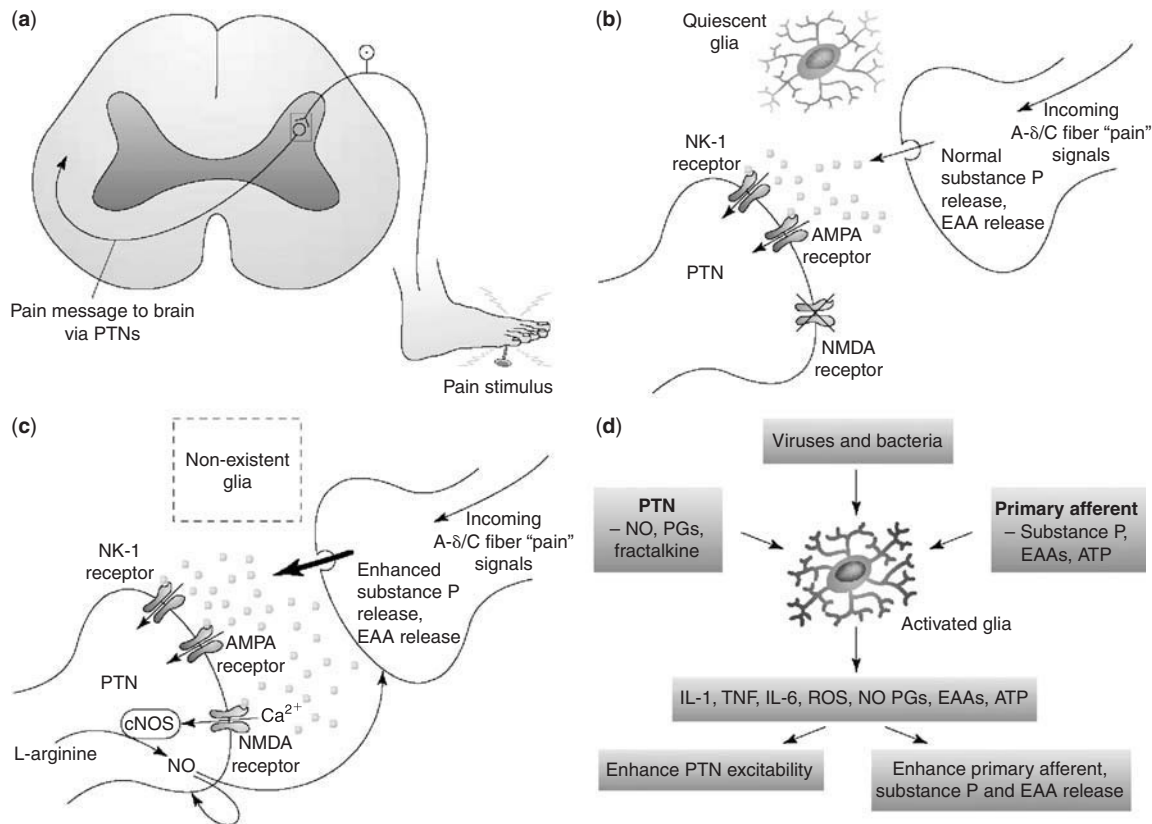 (a)
Pain message to brain
via PTNs
Pain stimulus
(b)
Quiescent
glia
Incoming
A-δ/C fiber “pain”
signals
NK-1
receptor
Normal
substance P
release,
EAA release
AMPA
receptor
PTN
NMDA
receptor
(c)
Non-existent
glia
Incoming
A-δ/C fiber “pain”
signals
NK-1
receptor
Enhanced
substance P
release,
EAA release
AMPA
receptor
PTN
cNOS
Ca²⁺
L-arginine
NMDA
receptor
NO
(d)
Viruses and bacteria
PTN
– NO, PGs,
fractalkine
Primary afferent
– Substance P,
EAAs, ATP
Activated glia
IL-1, TNF, IL-6, ROS, NO PGs, EAAs, ATP
Enhance PTN excitability
Enhance primary afferent,
substance P and EAA release